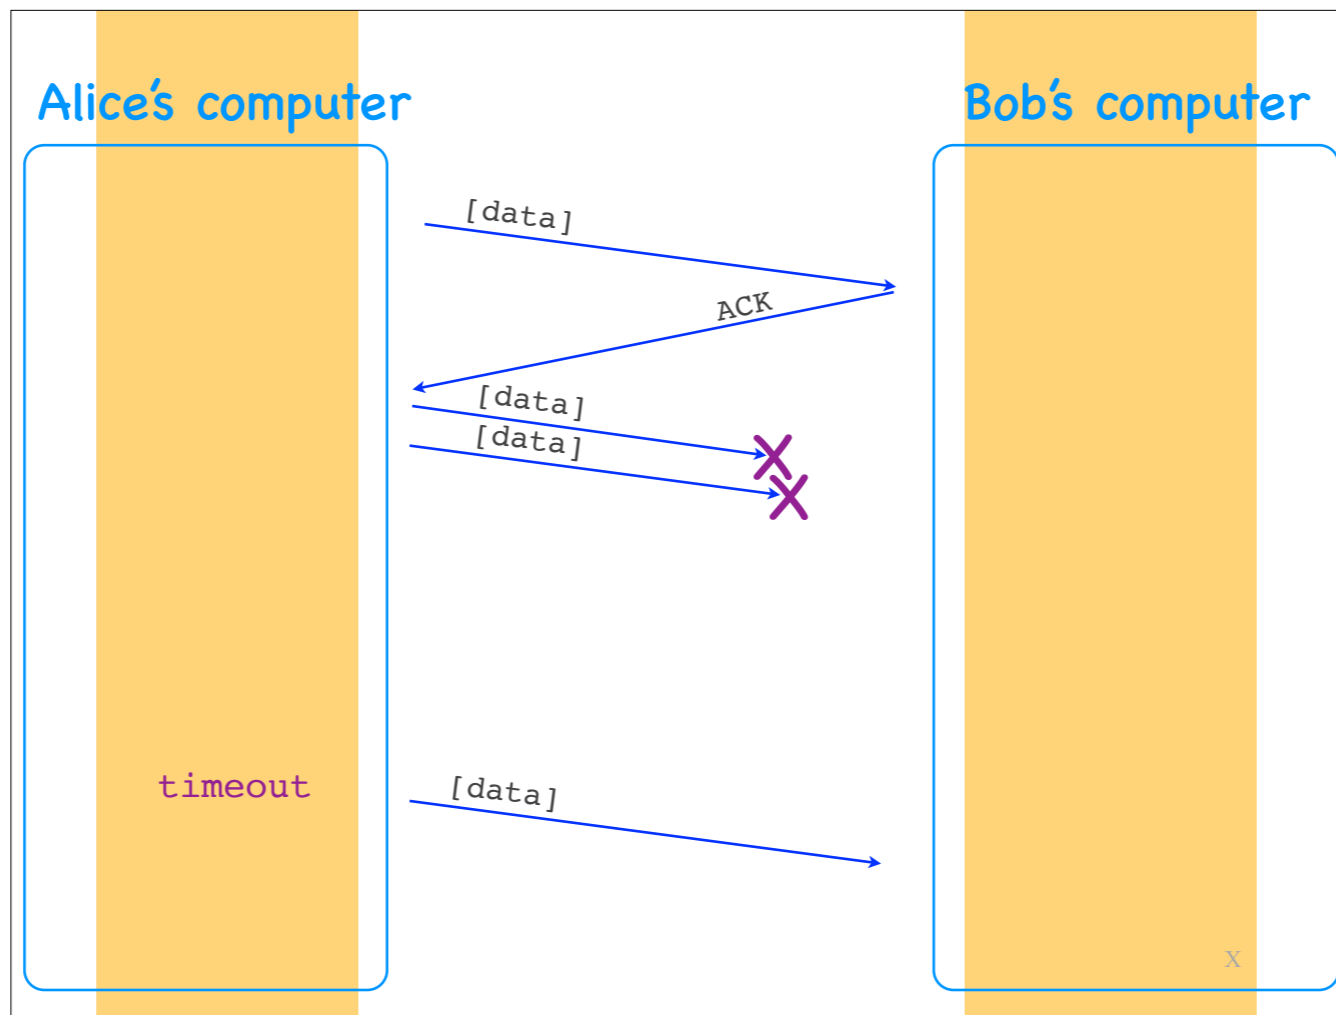 Alice's computer
Bob's computer
[data]
ACK
[data]
[data]
timeout
[data]
X